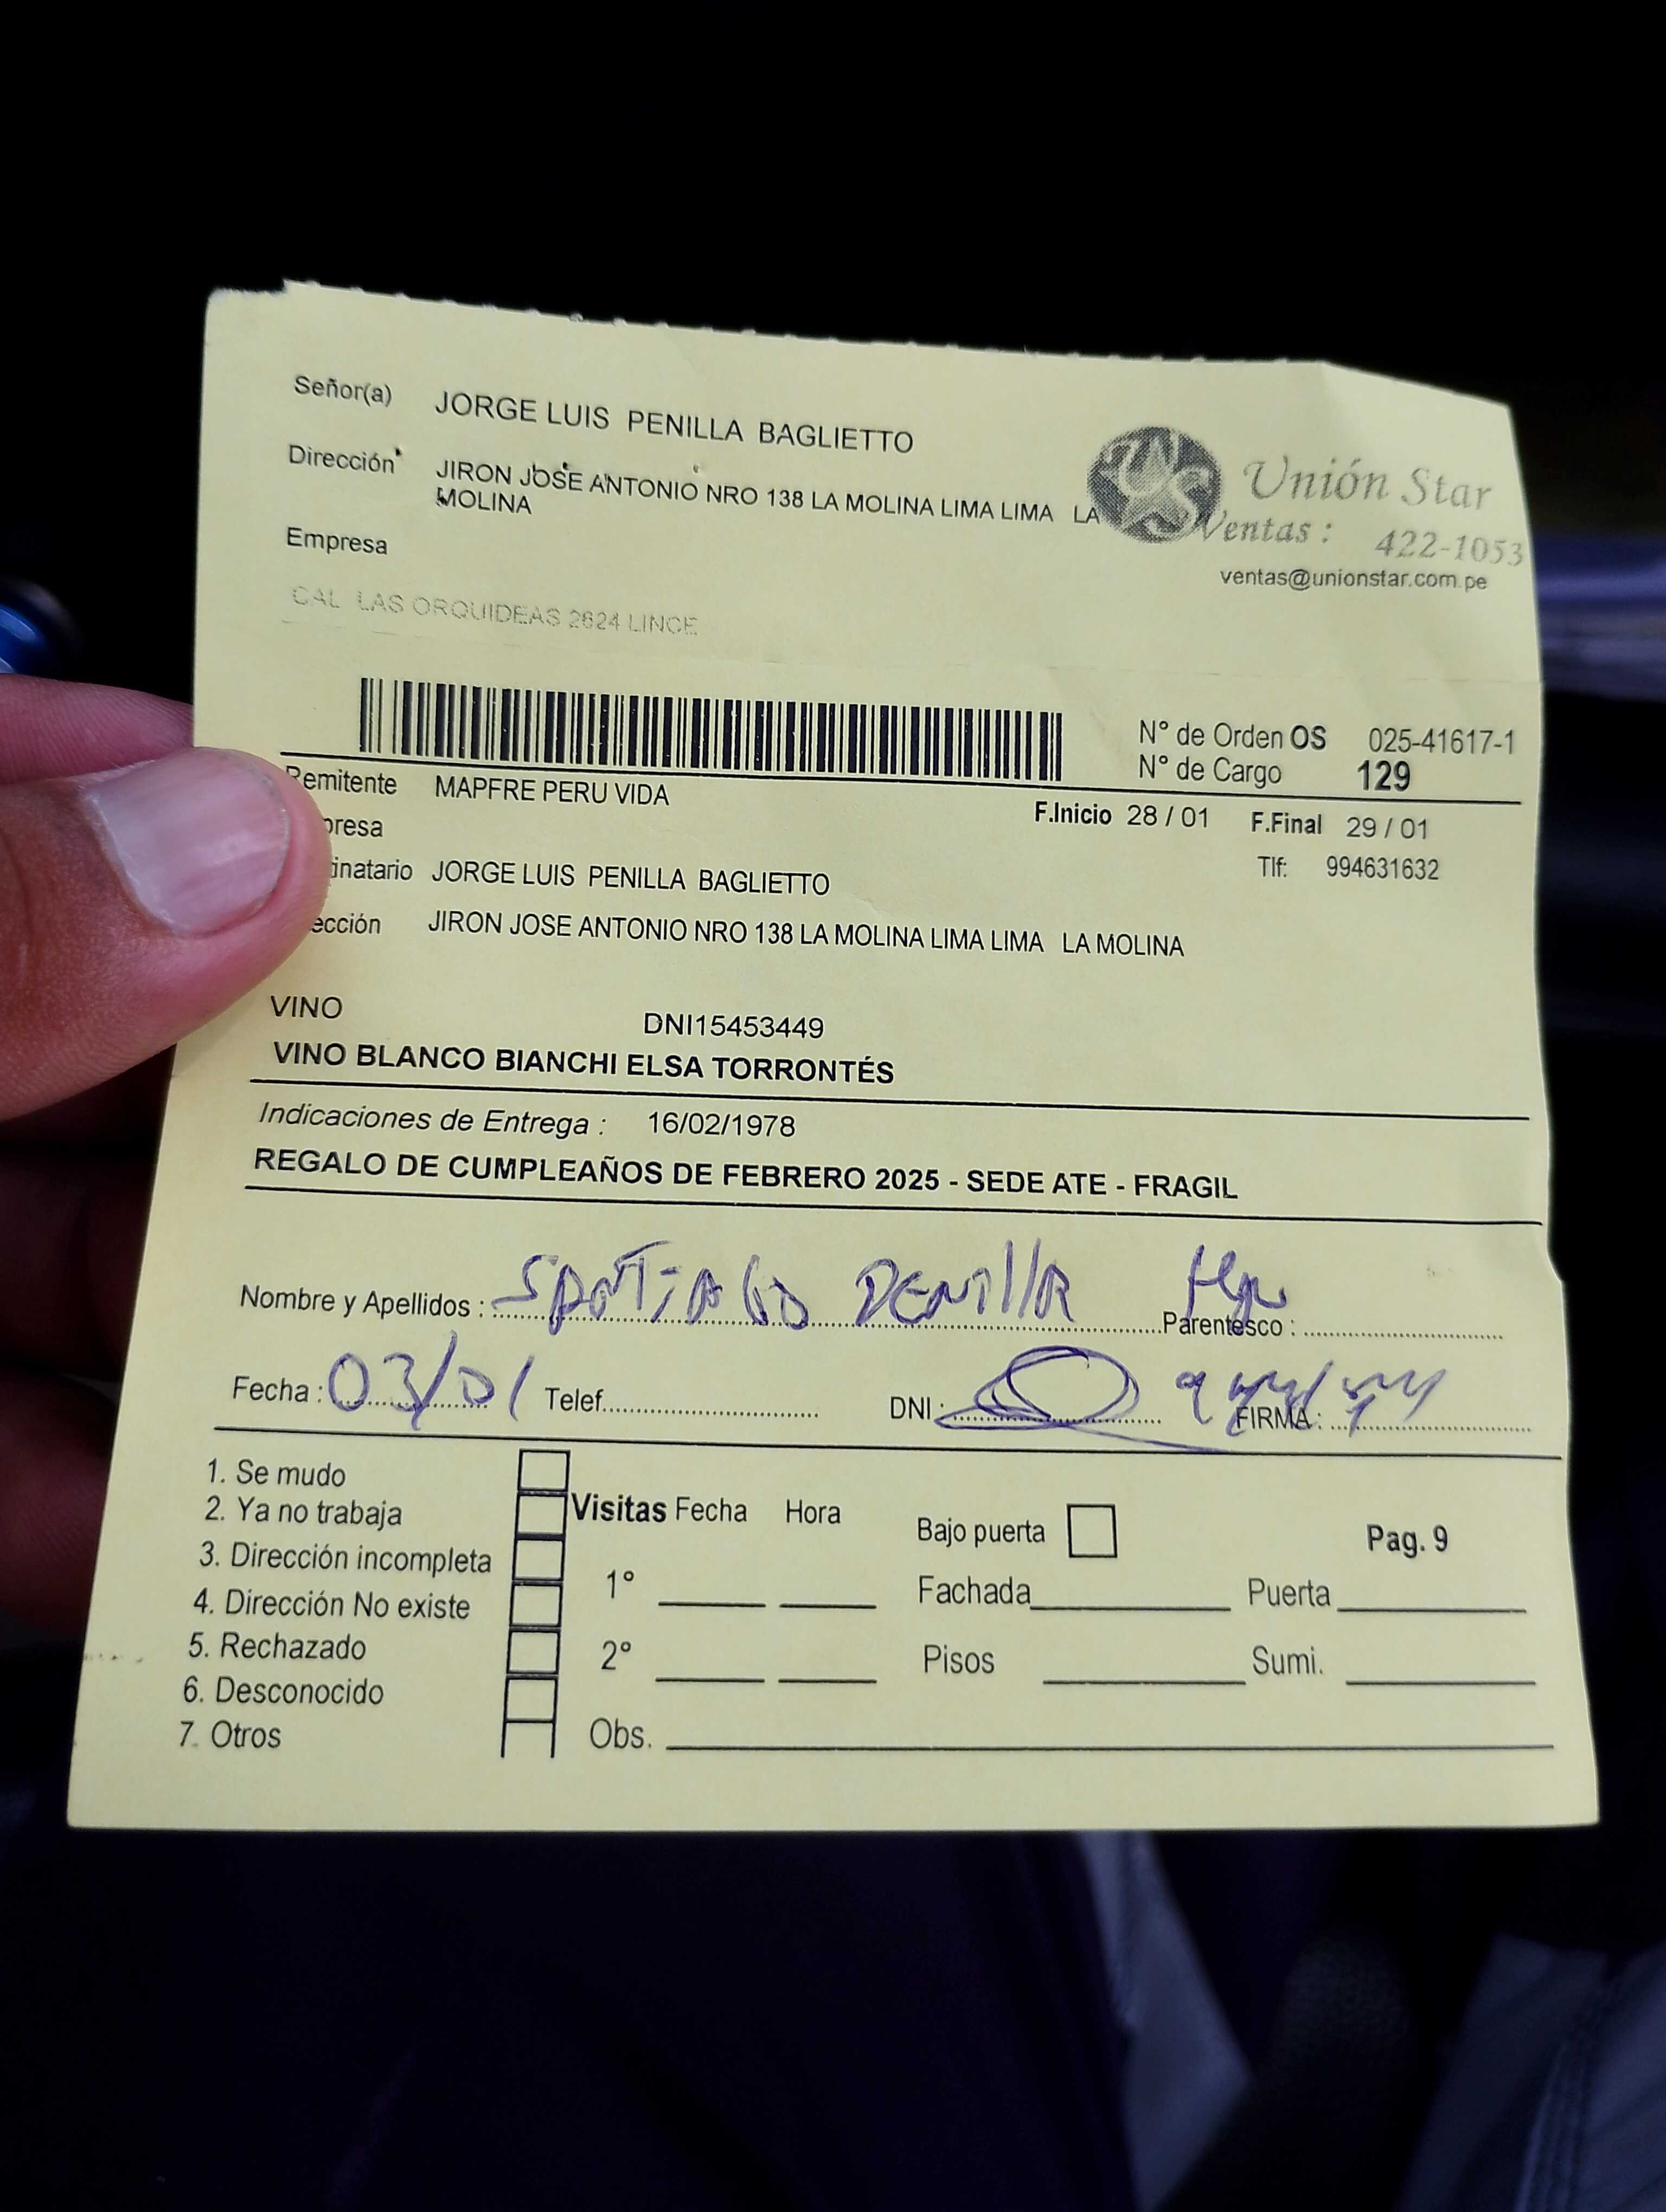 Señor(a) JORGE LUIS PENILLA BAGLIETTO
Dirección JIRON JOSE ANTONIO NRO 138 LA MOLINA LIMA LIMA LA
MOLINA
Unión Star
Ventas : 422-1053
ventas@unionstar.com.pe
Empresa
CAL LAS ORQUIDEAS 2624 LINCE
N° de Orden OS 025-41617-1
N° de Cargo 129
Remitente MAPFRE PERU VIDA
F.Inicio 28 / 01 F.Final 29 / 01
presa
Tlf: 994631632
tinatario JORGE LUIS PENILLA BAGLIETTO
ección JIRON JOSE ANTONIO NRO 138 LA MOLINA LIMA LIMA LA MOLINA
VINO DNI15453449
VINO BLANCO BIANCHI ELSA TORRONTÉS
Indicaciones de Entrega : 16/02/1978
REGALO DE CUMPLEAÑOS DE FEBRERO 2025 - SEDE ATE - FRAGIL
Nombre y Apellidos : SANTIAGO PENILLA Parentesco :
Fecha : 03/01 Telef. DNI : FIRMA :
1. Se mudo
2. Ya no trabaja
3. Dirección incompleta
4. Dirección No existe
5. Rechazado
6. Desconocido
7. Otros
Visitas Fecha Hora
1°
2°
Obs.
Bajo puerta
Pag. 9
Fachada Puerta
Pisos Sumi.